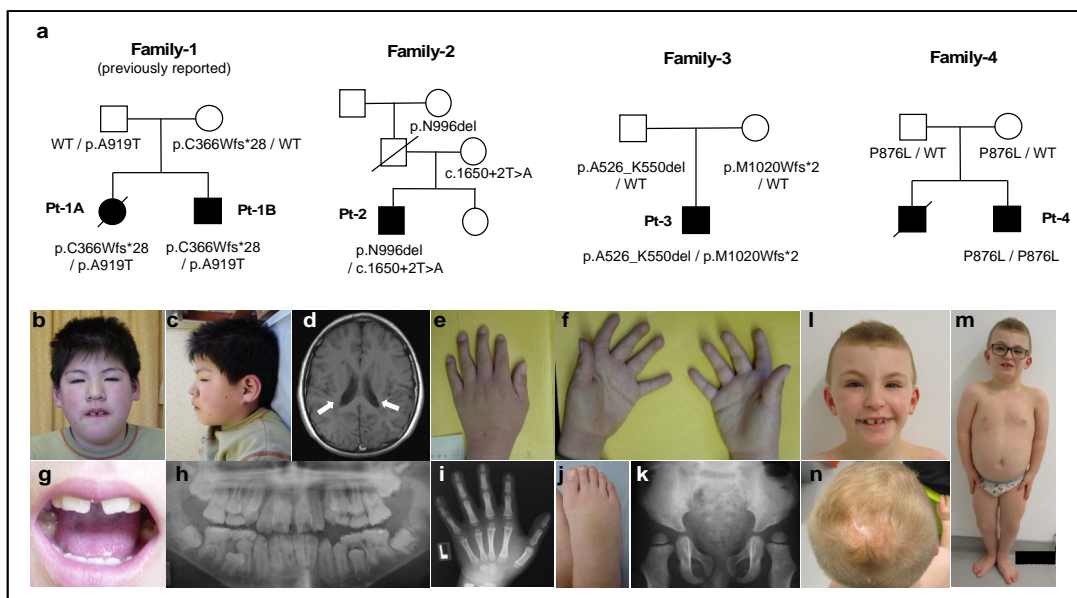 a
Family-1
(previously reported)
Family-2
Family-3
Family-4
WT / p.A919T
p.C366Wfs*28 / WT
Pt-1A
Pt-1B
p.C366Wfs*28
/ p.A919T
p.C366Wfs*28
/ p.A919T
p.N996del
c.1650+2T>A
Pt-2
p.N996del
/ c.1650+2T>A
p.A526_K550del
/ WT
p.M1020Wfs*2
/ WT
Pt-3
p.A526_K550del / p.M1020Wfs*2
P876L / WT
P876L / WT
Pt-4
P876L / P876L
b
c
d
e
f
l
m
g
h
i
j
k
n
L